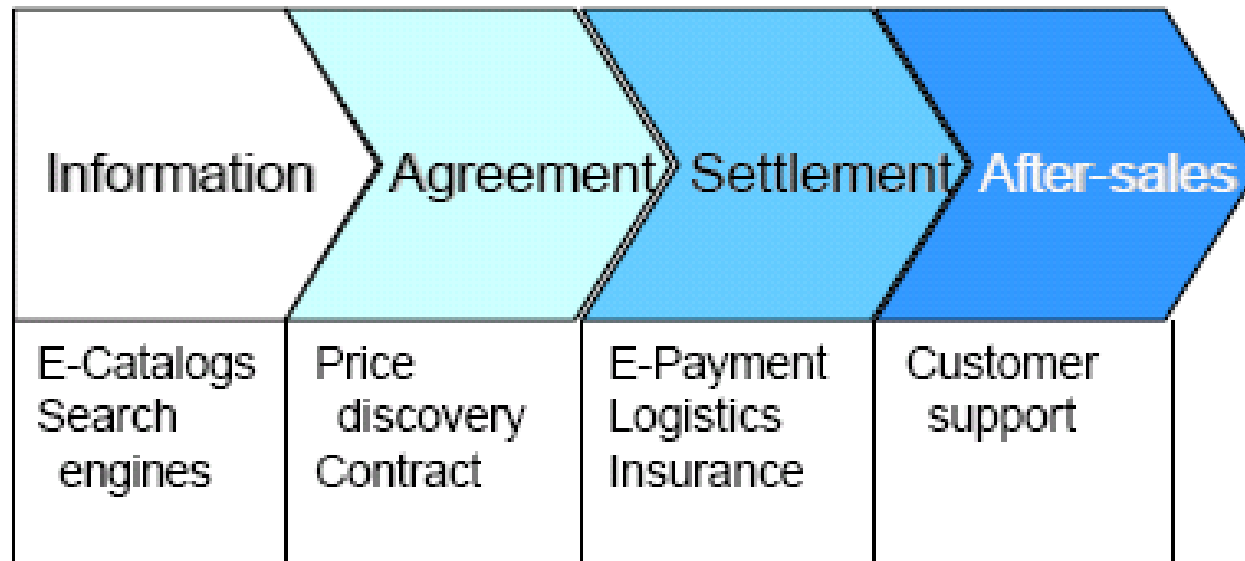 Information
Agreement
Settlement
After-sales
E-Catalogs
Search
engines
Price
discovery
Contract
E-Payment
Logistics
Insurance
Customer
support